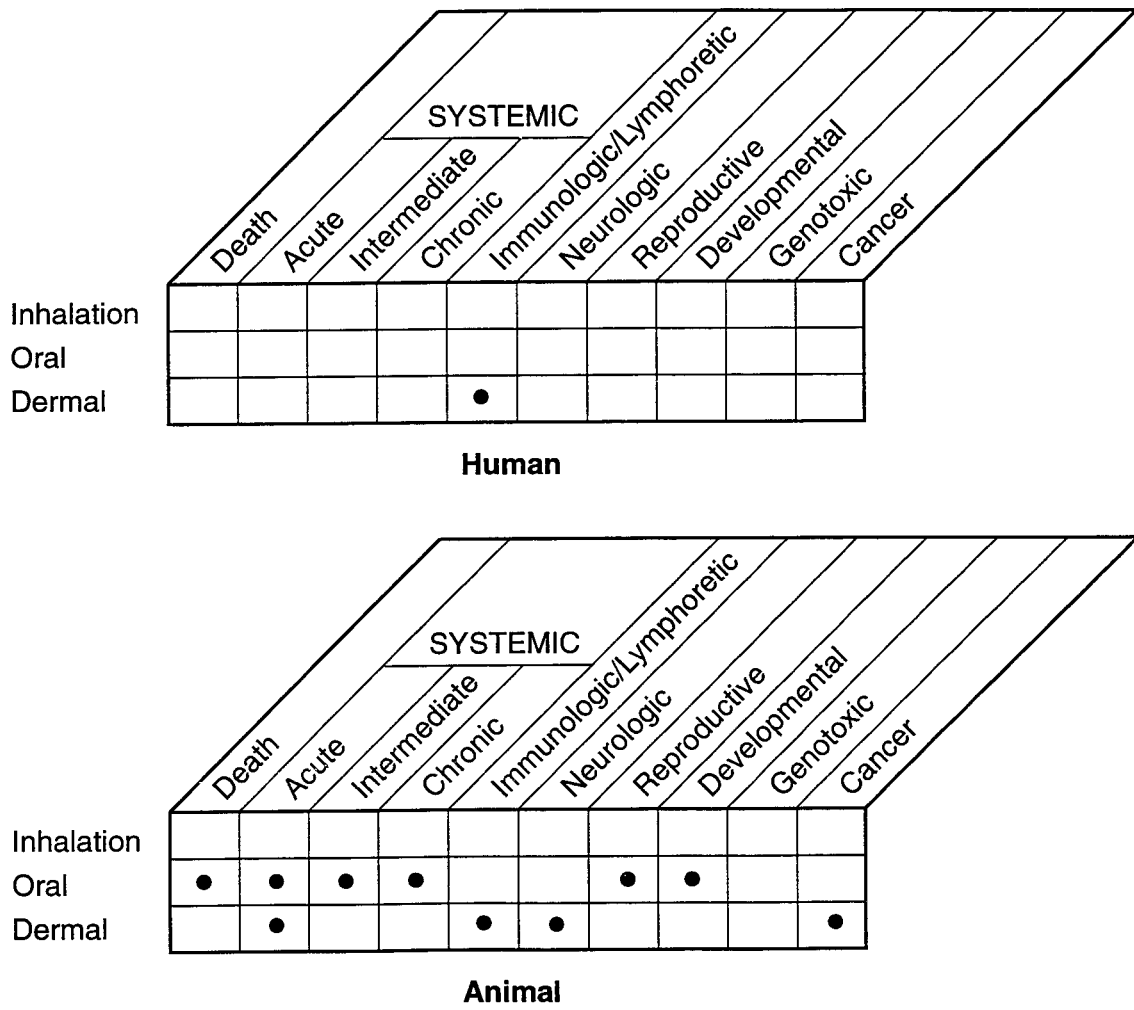 SYSTEMIC
Death
Acute
Intermediate
Chronic
Immunologic/Lymphoretic
Neurologic
Reproductive
Developmental
Genotoxic
Cancer
Inhalation
Oral
Dermal
Human
SYSTEMIC
Death
Acute
Intermediate
Chronic
Immunologic/Lymphoretic
Neurologic
Reproductive
Developmental
Genotoxic
Cancer
Inhalation
Oral
Dermal
Animal